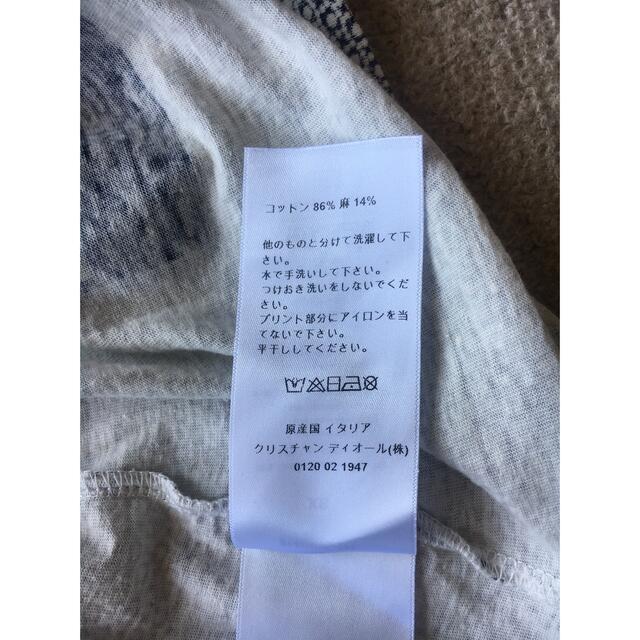 コットン 86% 麻 14%
他のものと分けて洗濯して下
さい。
水で手洗いして下さい。
つけおき洗いをしないでくだ
さい。
プリント部分にアイロンを当
てないで下さい。
平干ししてください。
原産国 イタリア
クリスチャン ディオール(株)
0120 02 1947